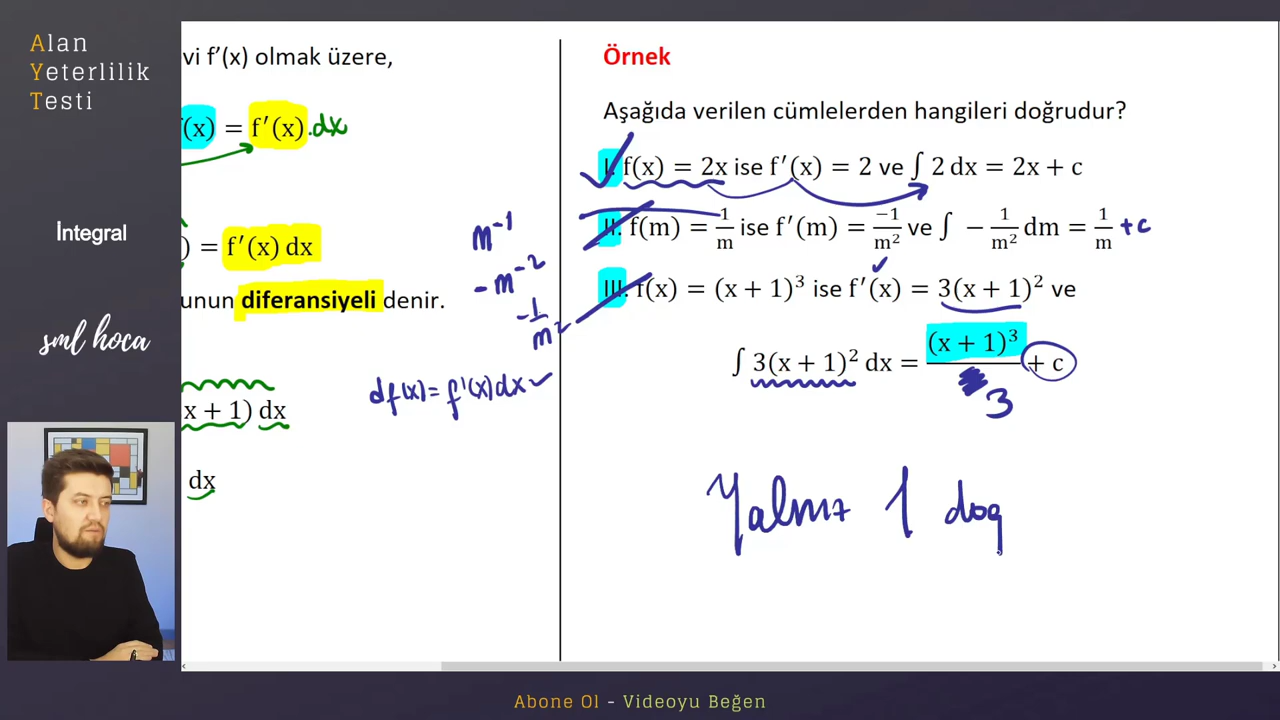 Alan
Yeterlilik
Testi
İntegral
sml hoca
vi f′(x) olmak üzere,
(x) = f′(x).dx
) = f′(x) dx
unun diferansiyeli denir.
x + 1) dx
dx
m⁻¹
-m⁻²
-1/m²
df(x) = f'(x)dx ✓
Örnek
Aşağıda verilen cümlelerden hangileri doğrudur?
I. f(x) = 2x ise f′(x) = 2 ve ∫ 2 dx = 2x + c
II. f(m) = 1/m ise f′(m) = −1/m² ve ∫ − 1/m² dm = 1/m +c
III. f(x) = (x + 1)³ ise f′(x) = 3(x + 1)² ve
∫ 3(x + 1)² dx = (x + 1)³/3 + c
Yalnız 1 doğ
Abone Ol - Videoyu Beğen